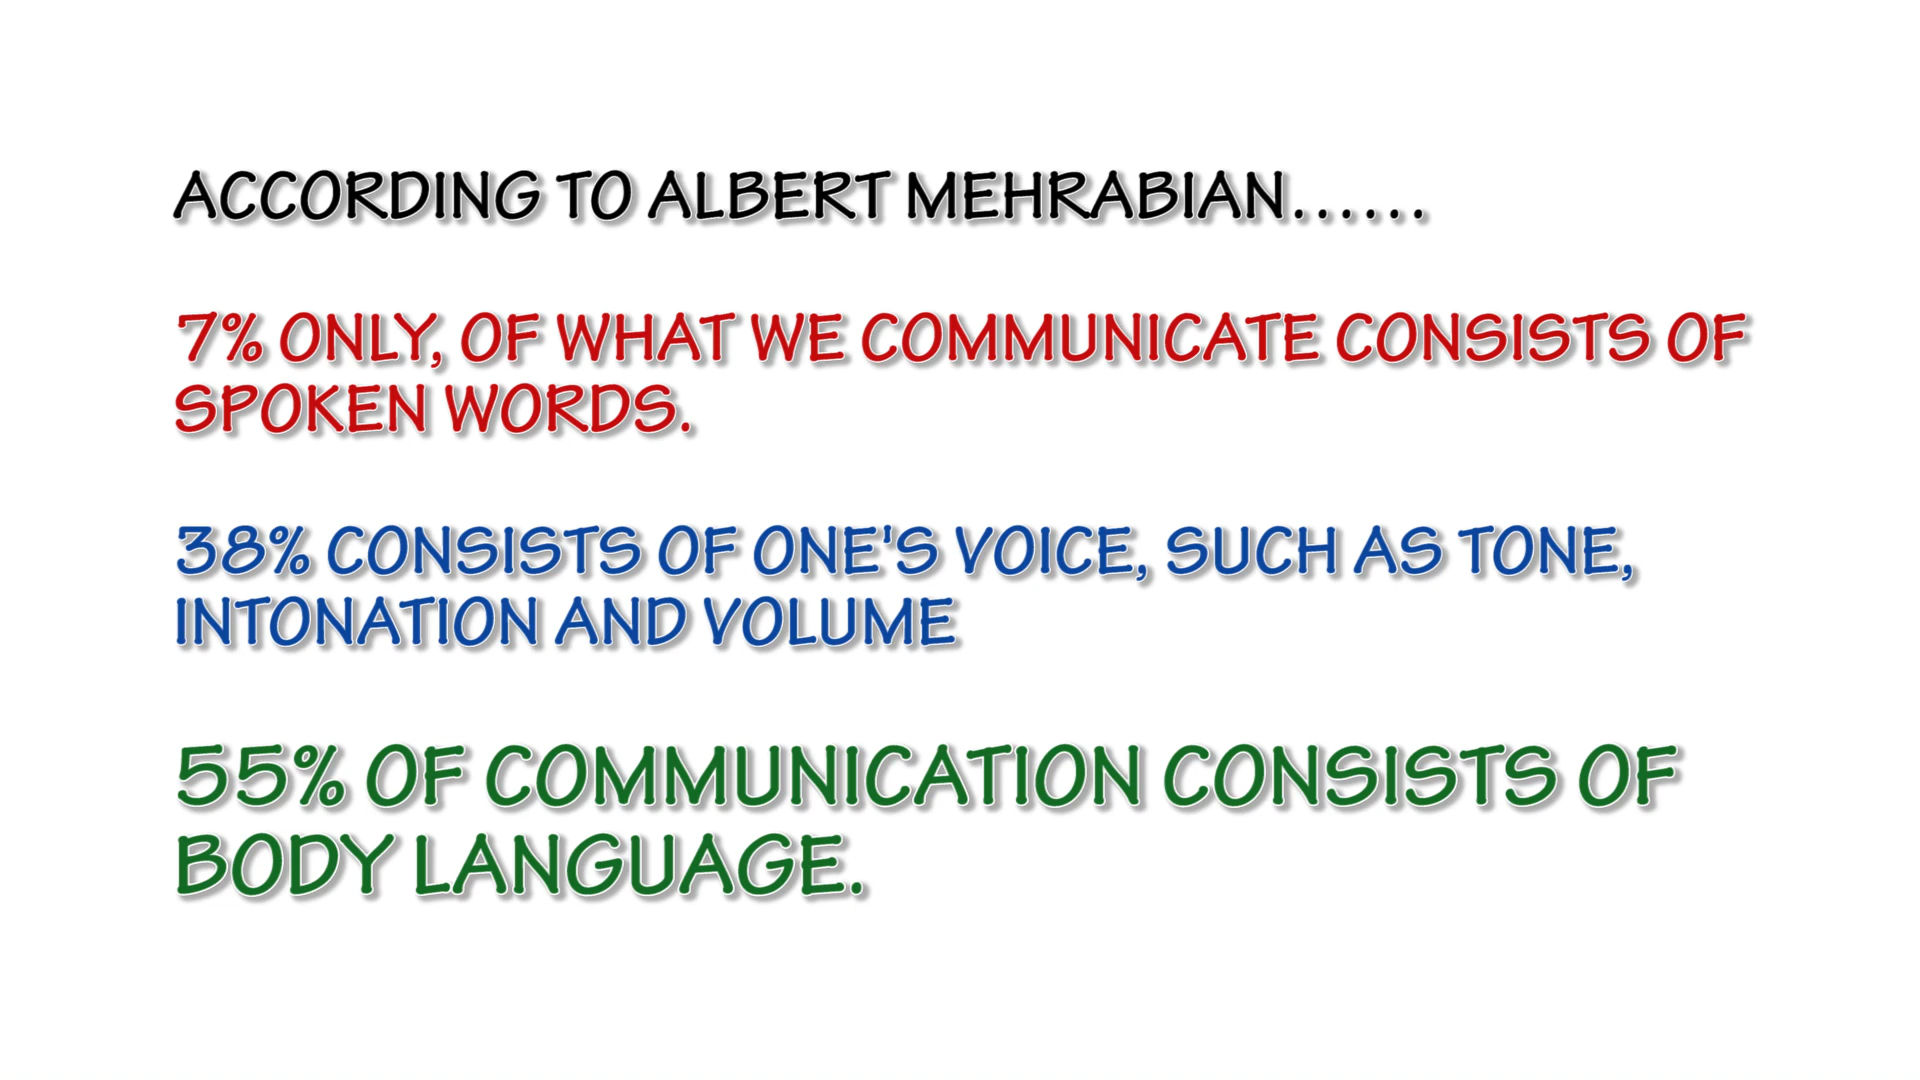 ACCORDING TO ALBERT MEHRABIAN......
7% ONLY, OF WHAT WE COMMUNICATE CONSISTS OF
SPOKEN WORDS.
38% CONSISTS OF ONE'S VOICE, SUCH AS TONE,
INTONATION AND VOLUME
55% OF COMMUNICATION CONSISTS OF
BODY LANGUAGE.